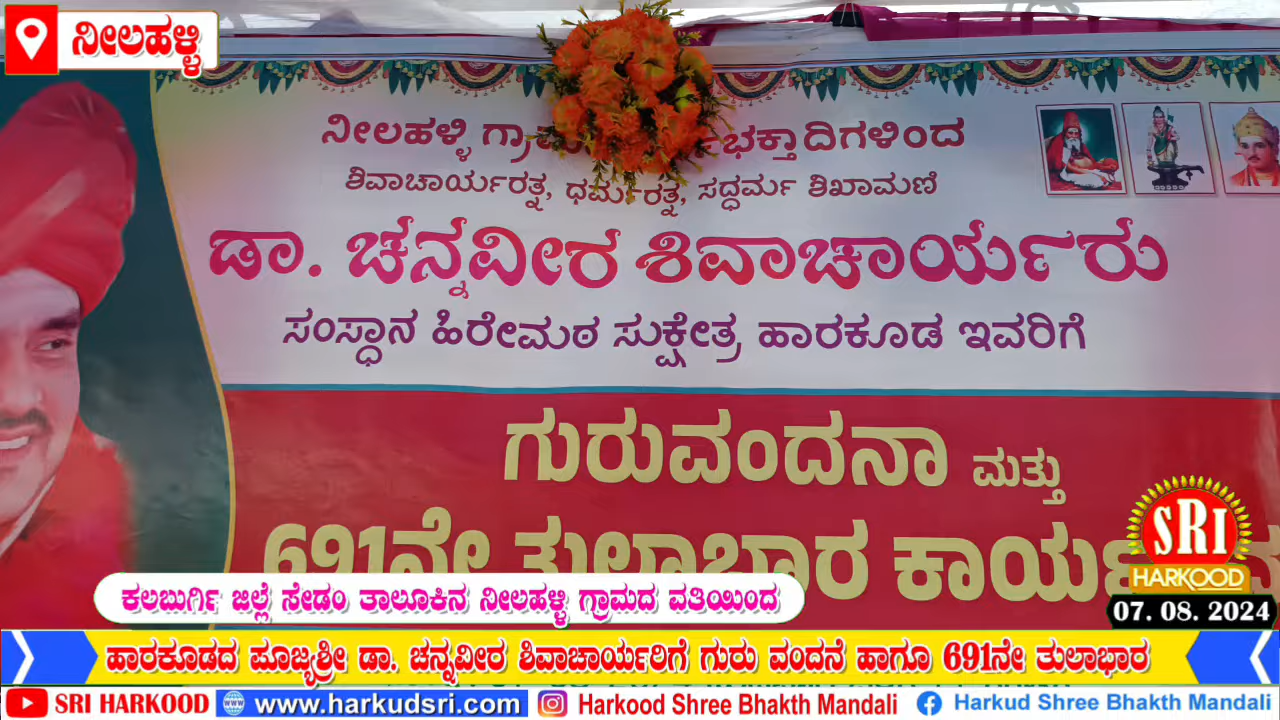 ನೀಲಹಳ್ಳಿ
ನೀಲಹಳ್ಳಿ ಭಕ್ತಾದಿಗಳಿಂದ
ಶಿವಾಚಾರ್ಯರತ್ನ, ಧರ್ಮರತ್ನ, ಸದ್ಧರ್ಮ ಶಿಖಾಮಣಿ
ಡಾ. ಚನ್ನವೀರ ಶಿವಾಚಾರ್ಯರು
ಸಂಸ್ಥಾನ ಹಿರೇಮಠ ಸುಕ್ಷೇತ್ರ ಹಾರಕೂಡ ಇವರಿಗೆ
ಗುರುವಂದನಾ ಮತ್ತು
691ನೇ ತುಲಾಭಾರ
SRI
HARKOOD
07. 08. 2024
ಕಲಬುರ್ಗಿ ಜಿಲ್ಲೆ ಸೇಡಂ ತಾಲೂಕಿನ ನೀಲಹಳ್ಳಿ ಗ್ರಾಮದ ವತಿಯಿಂದ
ಹಾರಕೂಡದ ಪೂಜ್ಯಶ್ರೀ ಡಾ. ಚನ್ನವೀರ ಶಿವಾಚಾರ್ಯರಿಗೆ ಗುರು ವಂದನೆ ಹಾಗೂ 691ನೇ ತುಲಾಭಾರ
SRI HARKOOD www.harkudsri.com Harkood Shree Bhakth Mandali Harkud Shree Bhakth Mandali